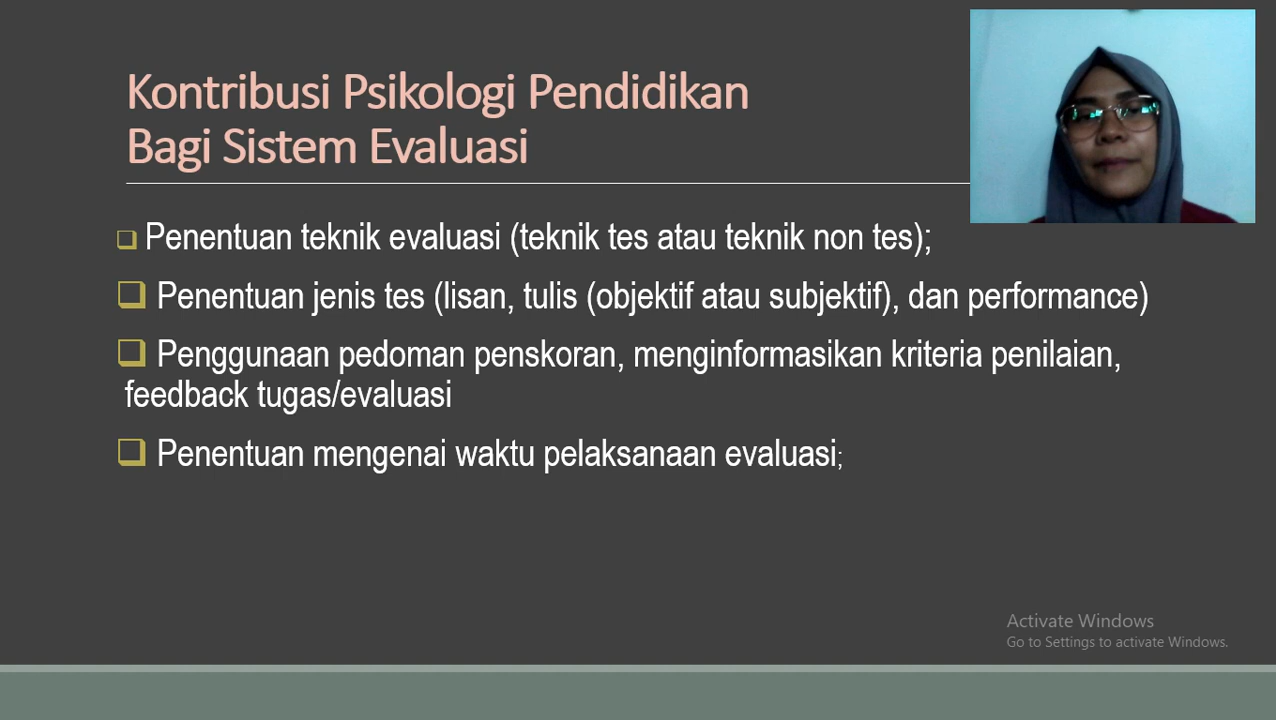 Kontribusi Psikologi Pendidikan
Bagi Sistem Evaluasi
Penentuan teknik evaluasi (teknik tes atau teknik non tes);
Penentuan jenis tes (lisan, tulis (objektif atau subjektif), dan performance)
Penggunaan pedoman penskoran, menginformasikan kriteria penilaian,
feedback tugas/evaluasi
Penentuan mengenai waktu pelaksanaan evaluasi;
Activate Windows
Go to Settings to activate Windows.